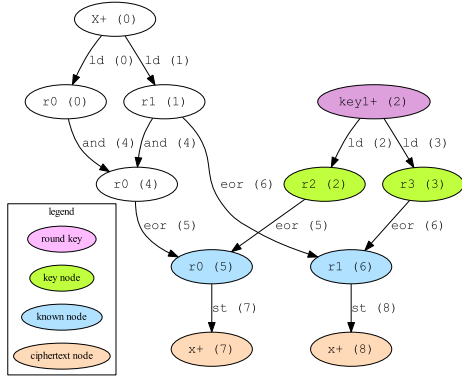 X+ (0)
ld (0)
ld (1)
r0 (0)
r1 (1)
key1+ (2)
and (4)
and (4)
ld (2)
ld (3)
r0 (4)
eor (6)
r2 (2)
r3 (3)
legend
round key
key node
known node
ciphertext node
eor (5)
eor (5)
eor (6)
r0 (5)
r1 (6)
st (7)
st (8)
x+ (7)
x+ (8)